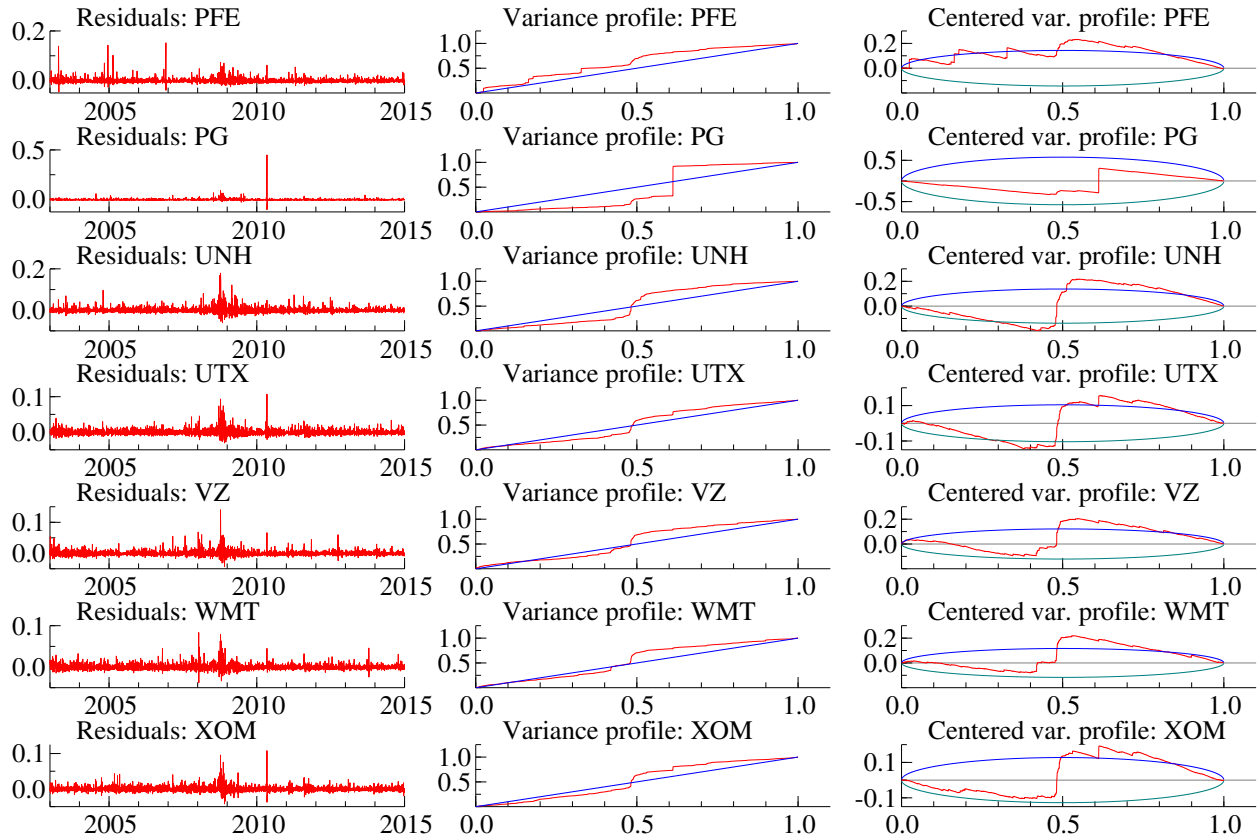 Residuals: PFE Variance profile: PFE Centered var. profile: PFE
0.2 1.0 0.2
0.0 0.5 0.0
2005 2010 2015 0.0 0.5 1.0 0.0 0.5 1.0
Residuals: PG Variance profile: PG Centered var. profile: PG
0.5 1.0 0.5
0.0 0.5 -0.5
2005 2010 2015 0.0 0.5 1.0 0.0 0.5 1.0
Residuals: UNH Variance profile: UNH Centered var. profile: UNH
0.2 1.0 0.2
0.0 0.5 0.0
2005 2010 2015 0.0 0.5 1.0 0.0 0.5 1.0
Residuals: UTX Variance profile: UTX Centered var. profile: UTX
0.1 1.0 0.1
0.0 0.5 -0.1
2005 2010 2015 0.0 0.5 1.0 0.0 0.5 1.0
Residuals: VZ Variance profile: VZ Centered var. profile: VZ
0.1 1.0 0.2
0.0 0.5 0.0
2005 2010 2015 0.0 0.5 1.0 0.0 0.5 1.0
Residuals: WMT Variance profile: WMT Centered var. profile: WMT
0.1 1.0 0.2
0.0 0.5 0.0
2005 2010 2015 0.0 0.5 1.0 0.0 0.5 1.0
Residuals: XOM Variance profile: XOM Centered var. profile: XOM
0.1 1.0 0.1
0.0 0.5 -0.1
2005 2010 2015 0.0 0.5 1.0 0.0 0.5 1.0